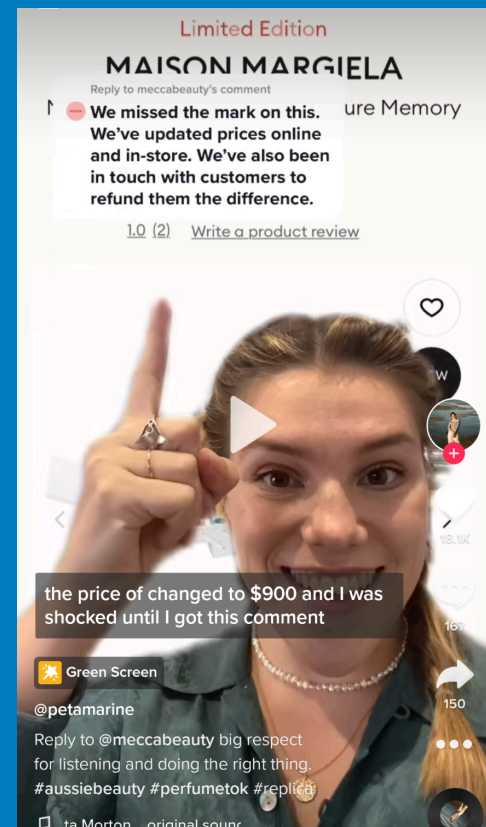 Limited Edition
MAISON MARGIELA
Reply to meccabeauty's comment
We missed the mark on this.
We've updated prices online
and in-store. We've also been
in touch with customers to
refund them the difference.
ure Memory
1.0 (2) Write a product review
W
18.1K
the price of changed to $900 and I was
shocked until I got this comment
167
Green Screen
150
@petamarine
Reply to @meccabeauty big respect
for listening and doing the right thing.
#aussiebeauty #perfumetok #replica
ta Morton original soun